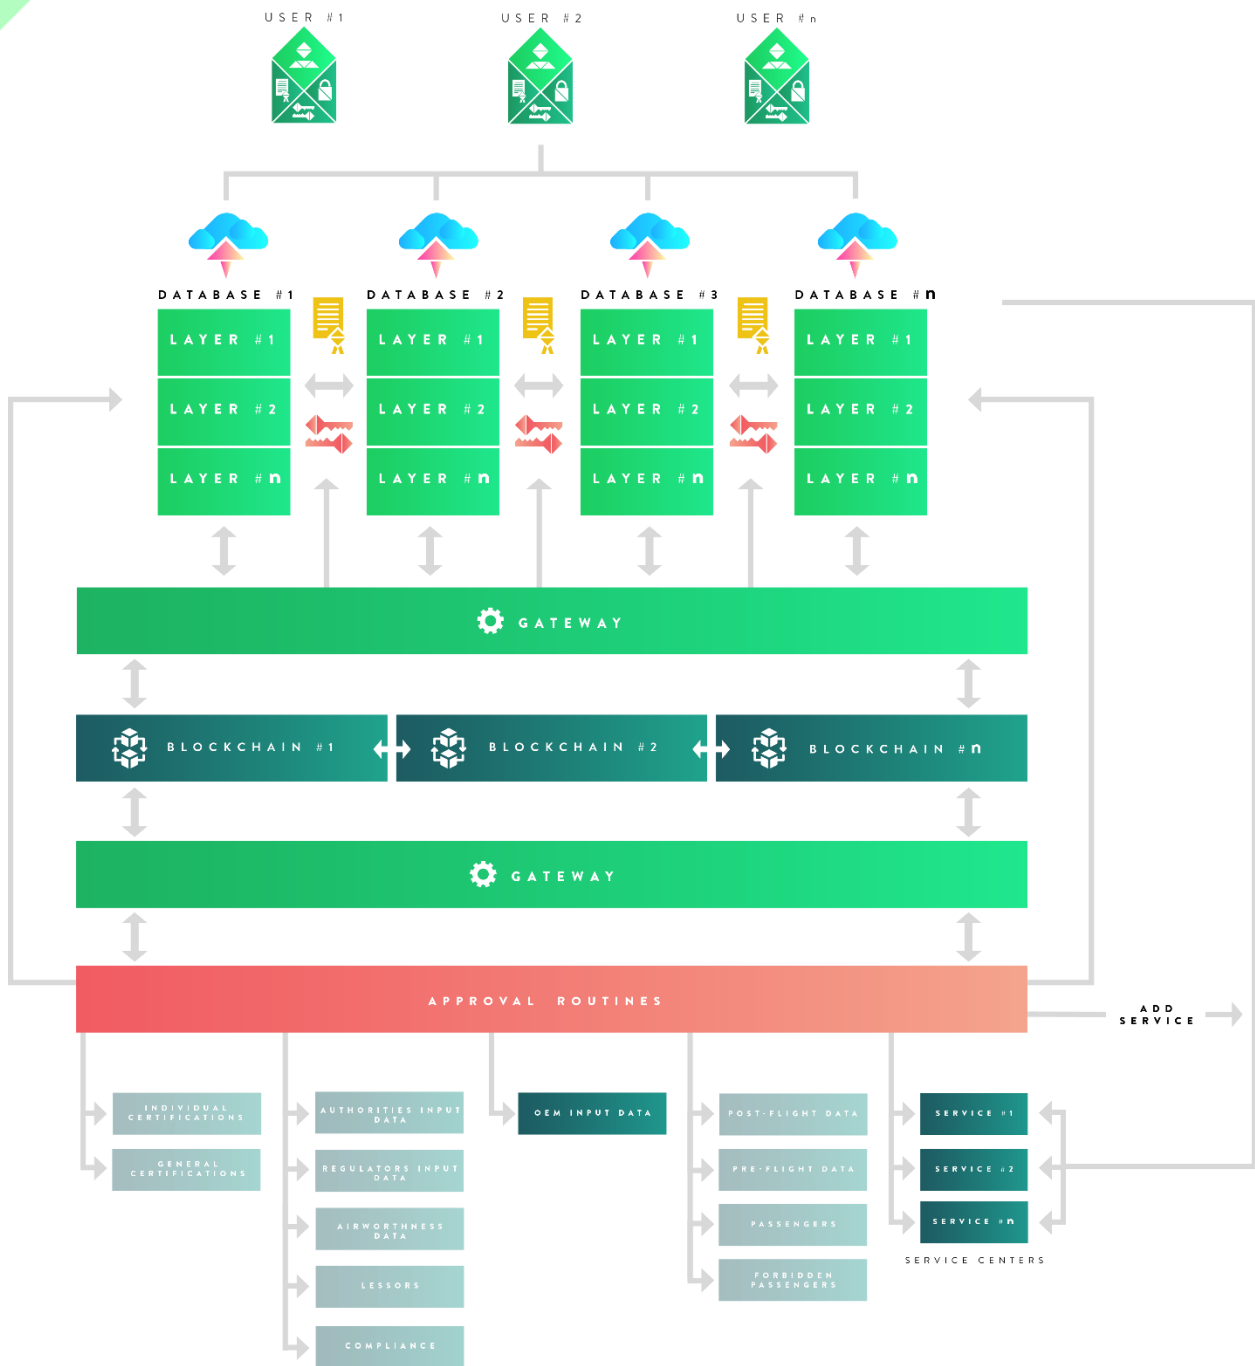 USER #1
USER #2
USER #n
DATABASE #1
DATABASE #2
DATABASE #3
DATABASE #n
LAYER #1
LAYER #1
LAYER #1
LAYER #1
LAYER #2
LAYER #2
LAYER #2
LAYER #2
LAYER #n
LAYER #n
LAYER #n
LAYER #n
GATEWAY
BLOCKCHAIN #1
BLOCKCHAIN #2
BLOCKCHAIN #n
GATEWAY
APPROVAL ROUTINES
ADD
SERVICE
INDIVIDUAL
CERTIFICATIONS
GENERAL
CERTIFICATIONS
AUTHORITIES INPUT
DATA
REGULATORS INPUT
DATA
AIRWORTHNESS
DATA
LESSORS
COMPLIANCE
OEM INPUT DATA
POST-FLIGHT DATA
PRE-FLIGHT DATA
PASSENGERS
FORBIDDEN
PASSENGERS
SERVICE #1
SERVICE #2
SERVICE #n
SERVICE CENTERS